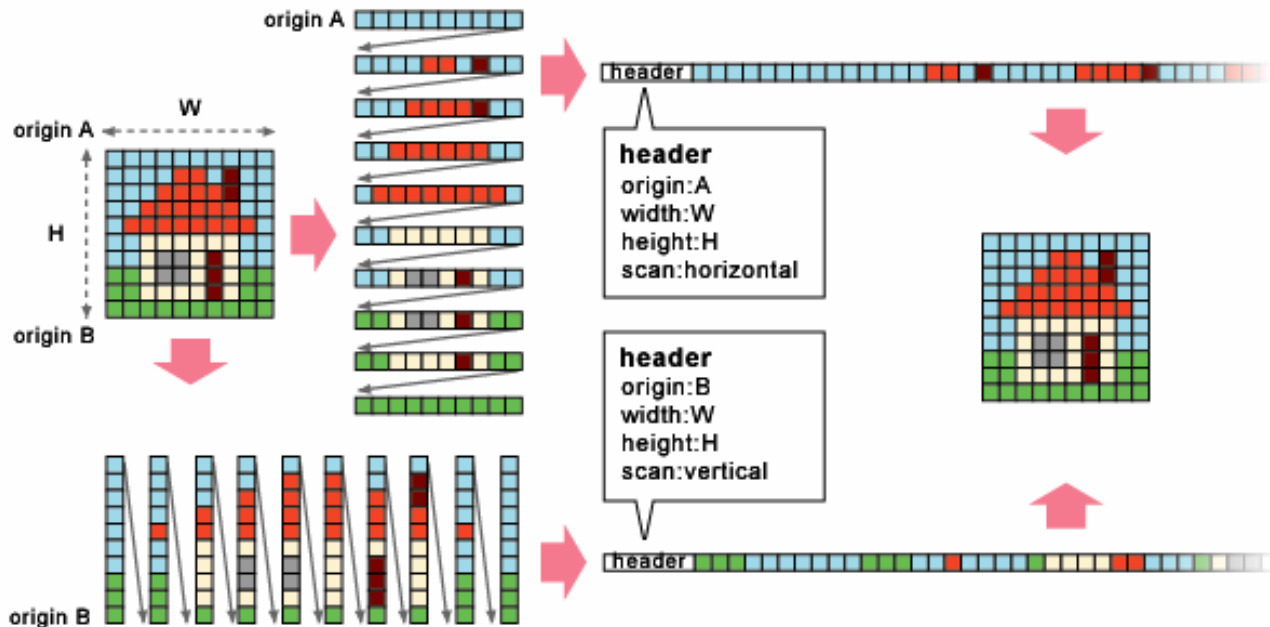 origin A
W
origin A
H
origin B
origin B
header
header
origin:A
width:W
height:H
scan:horizontal
header
origin:B
width:W
height:H
scan:vertical
header